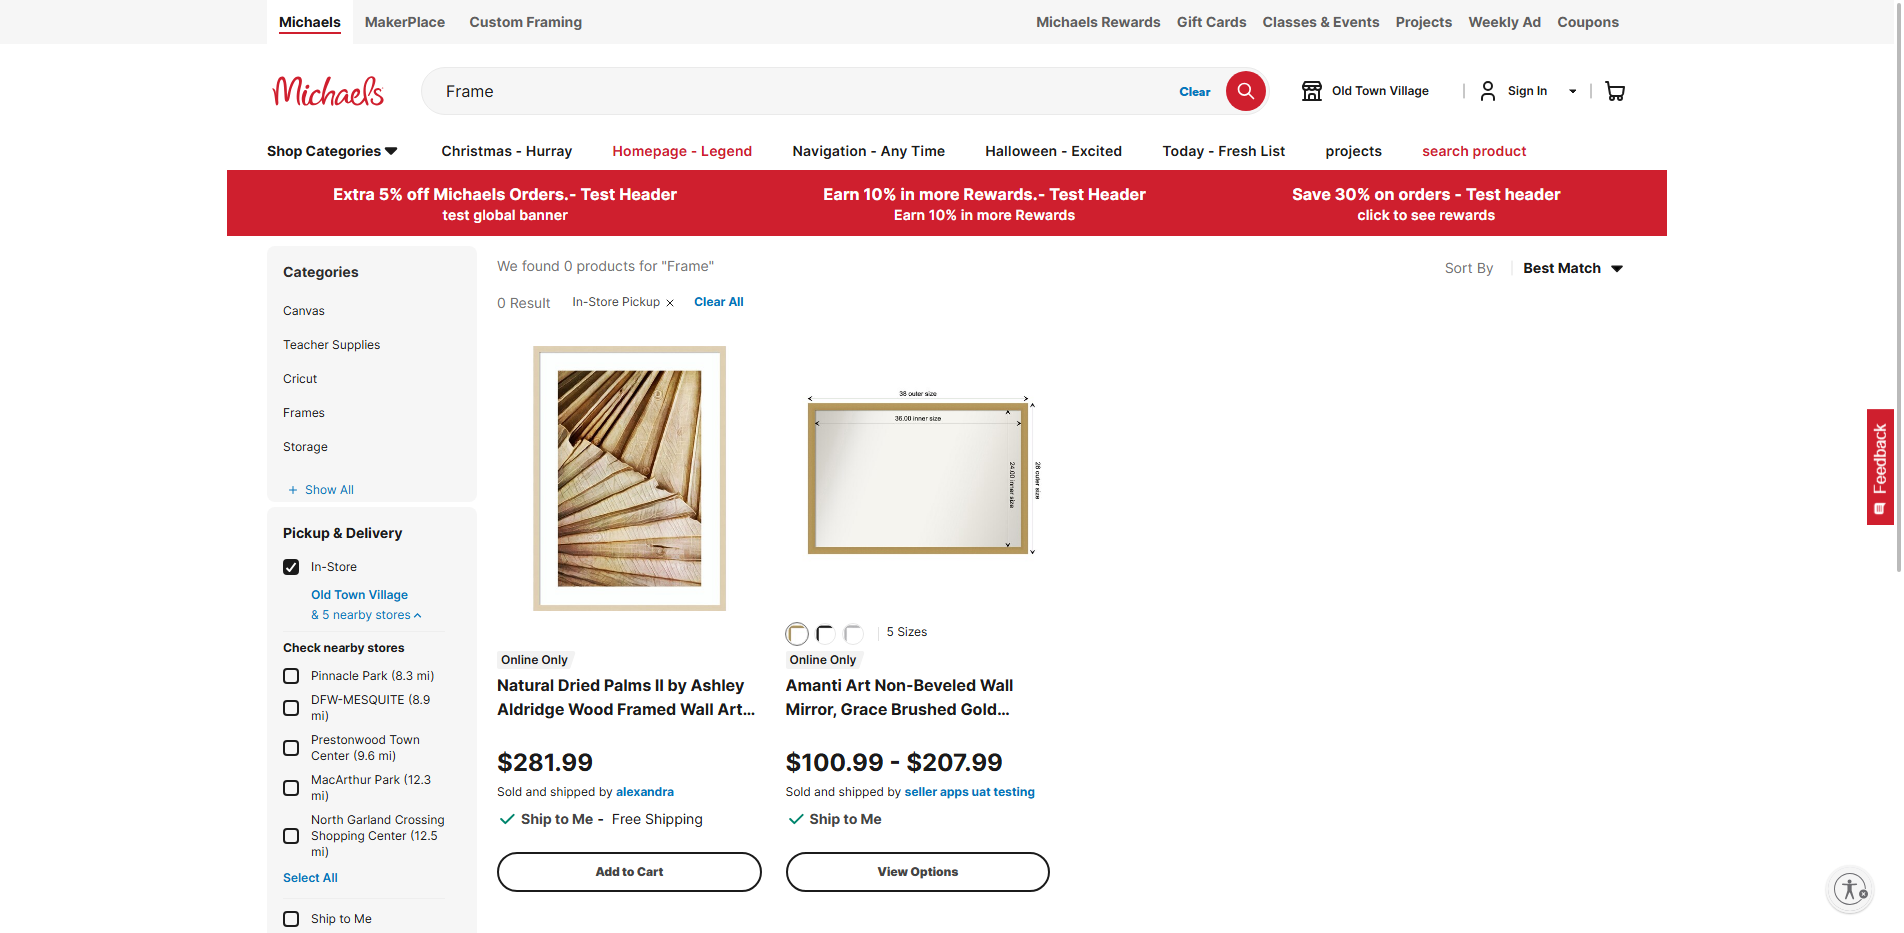 Michaels
MakerPlace
Custom Framing
Michaels Rewards
Gift Cards
Classes & Events
Projects
Weekly Ad
Coupons
Michaels
Frame
Clear
Old Town Village
Sign In
Shop Categories
Christmas - Hurray
Homepage - Legend
Navigation - Any Time
Halloween - Excited
Today - Fresh List
projects
search product
Extra 5% off Michaels Orders.- Test Header
test global banner
Earn 10% in more Rewards.- Test Header
Earn 10% in more Rewards
Save 30% on orders - Test header
click to see rewards
Categories
Canvas
Teacher Supplies
Cricut
Frames
Storage
+ Show All
Pickup & Delivery
In-Store
Old Town Village
& 5 nearby stores
Check nearby stores
Pinnacle Park (8.3 mi)
DFW-MESQUITE (8.9
mi)
Prestonwood Town
Center (9.6 mi)
MacArthur Park (12.3
mi)
North Garland Crossing
Shopping Center (12.5
mi)
Select All
Ship to Me
We found 0 products for "Frame"
Sort By
Best Match
0 Result
In-Store Pickup
Clear All
Online Only
Natural Dried Palms II by Ashley
Aldridge Wood Framed Wall Art...
$281.99
Sold and shipped by alexandra
Ship to Me - Free Shipping
Add to Cart
38 outer size
36.00 inner size
24.00 inner size
26 outer size
5 Sizes
Online Only
Amanti Art Non-Beveled Wall
Mirror, Grace Brushed Gold...
$100.99 - $207.99
Sold and shipped by seller apps uat testing
Ship to Me
View Options
Feedback